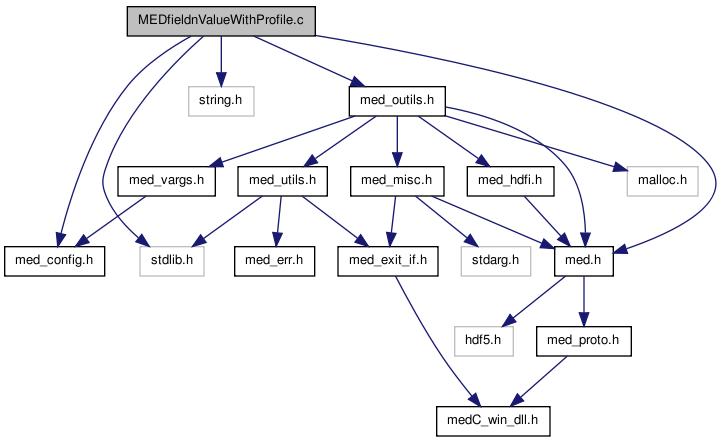 MEDfieldnValueWithProfile.c
string.h
med_outils.h
med_vargs.h
med_utils.h
med_misc.h
med_hdfi.h
malloc.h
med_config.h
stdlib.h
med_err.h
med_exit_if.h
stdarg.h
med.h
hdf5.h
med_proto.h
medC_win_dll.h